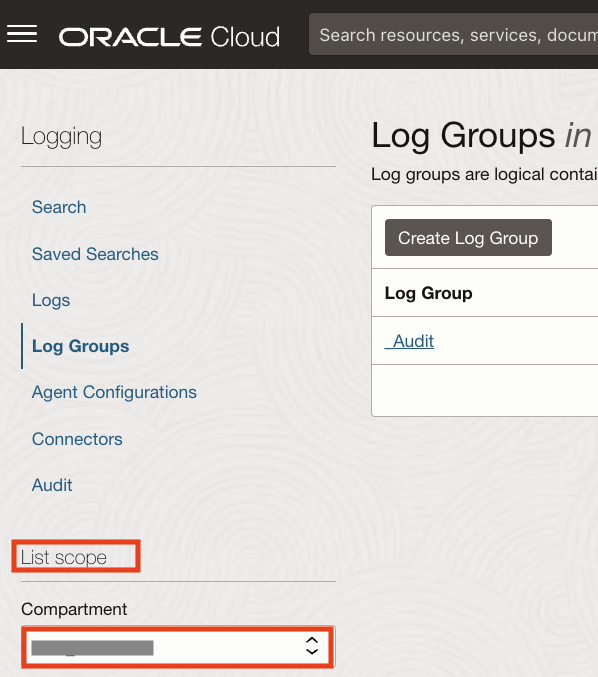 ORACLE Cloud
Search resources, services, docum
Logging
Search
Saved Searches
Logs
Log Groups
Agent Configurations
Connectors
Audit
List scope
Compartment
Log Groups in
Log groups are logical contai
Create Log Group
Log Group
_Audit